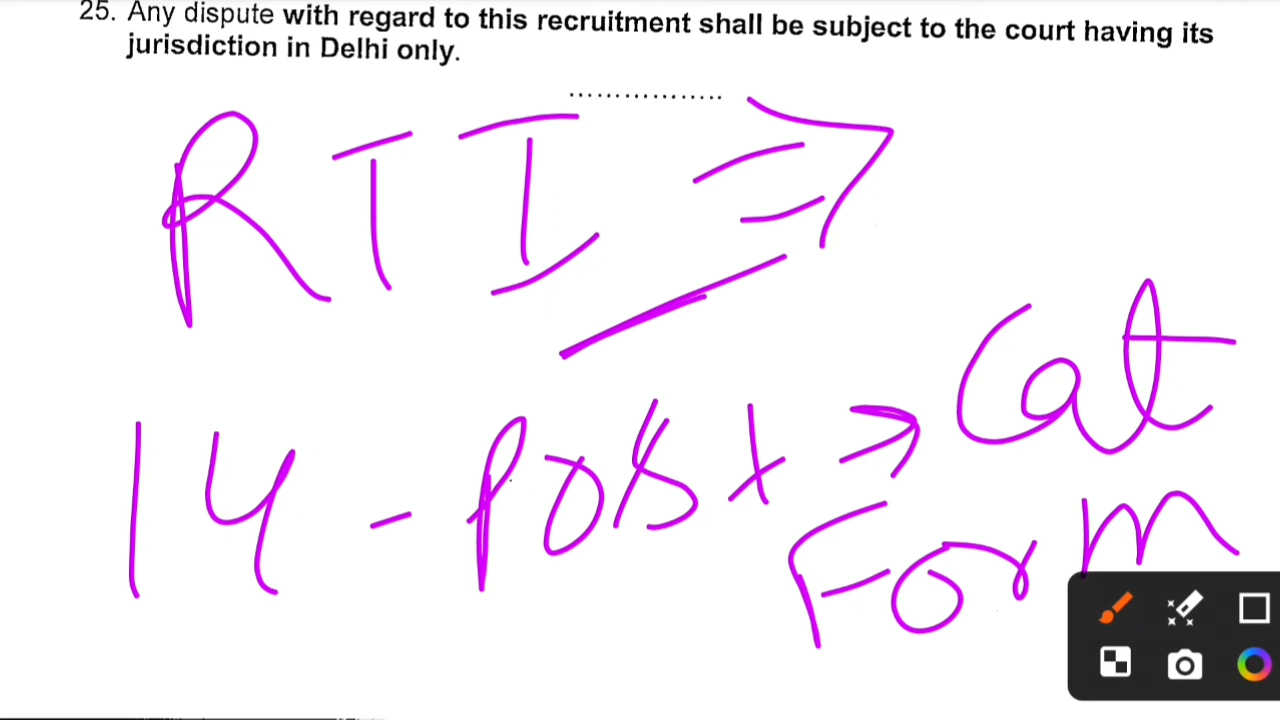 25. Any dispute with regard to this recruitment shall be subject to the court having its
jurisdiction in Delhi only.
..................
RTI ⇒
14 - post → Cat
Form